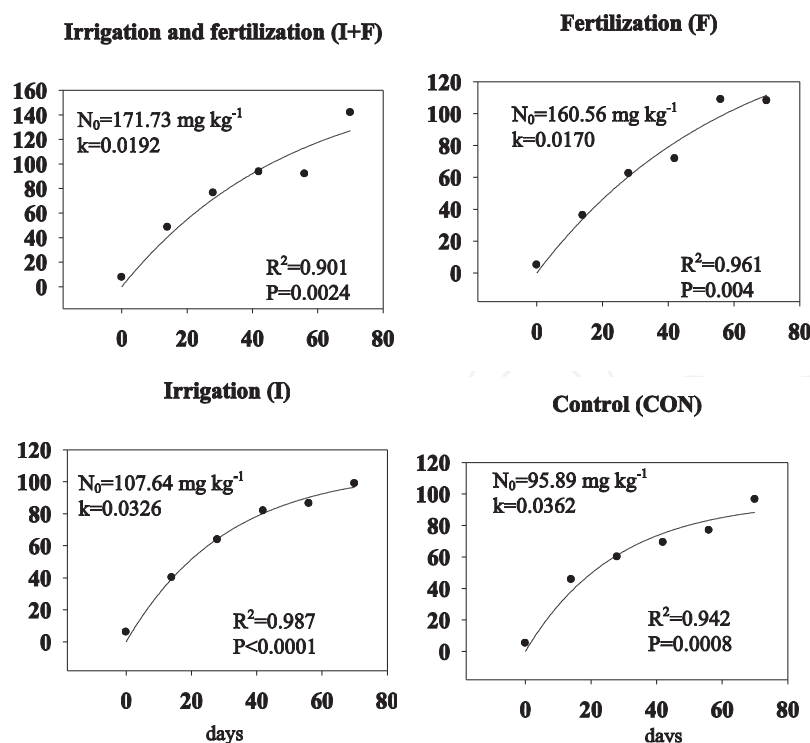 Irrigation and fertilization (I+F)
160
140
120
100
80
60
40
20
0
N₀=171.73 mg kg⁻¹
k=0.0192
R²=0.901
P=0.0024
0 20 40 60 80
Fertilization (F)
120
100
80
60
40
20
0
N₀=160.56 mg kg⁻¹
k=0.0170
R²=0.961
P=0.004
0 20 40 60 80
Irrigation (I)
120
100
80
60
40
20
0
N₀=107.64 mg kg⁻¹
k=0.0326
R²=0.987
P<0.0001
0 20 40 60 80
days
Control (CON)
120
100
80
60
40
20
0
N₀=95.89 mg kg⁻¹
k=0.0362
R²=0.942
P=0.0008
0 20 40 60 80
days